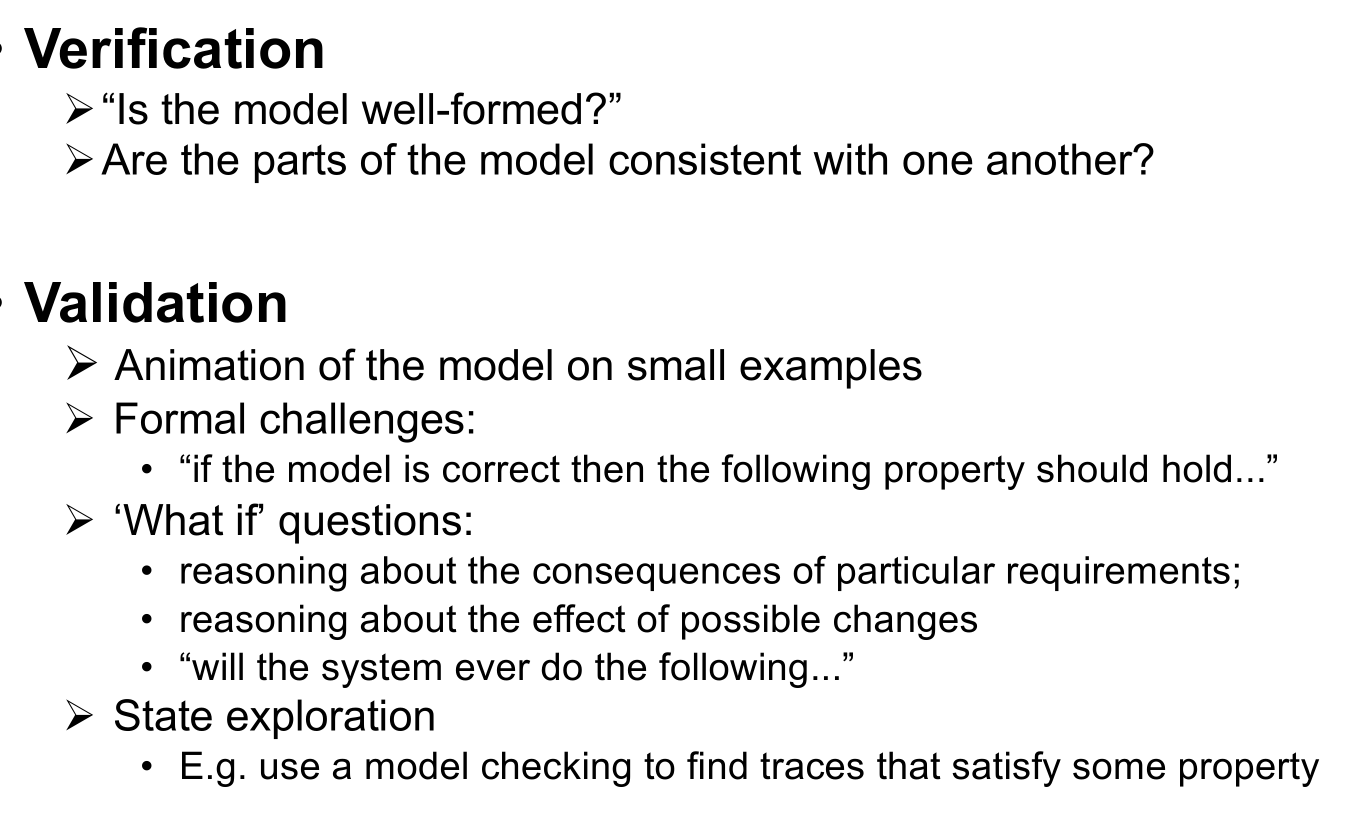 • Verification
➢ “Is the model well-formed?”
➢ Are the parts of the model consistent with one another?
• Validation
➢ Animation of the model on small examples
➢ Formal challenges:
• “if the model is correct then the following property should hold...”
➢ ‘What if’ questions:
• reasoning about the consequences of particular requirements;
• reasoning about the effect of possible changes
• “will the system ever do the following...”
➢ State exploration
• E.g. use a model checking to find traces that satisfy some property